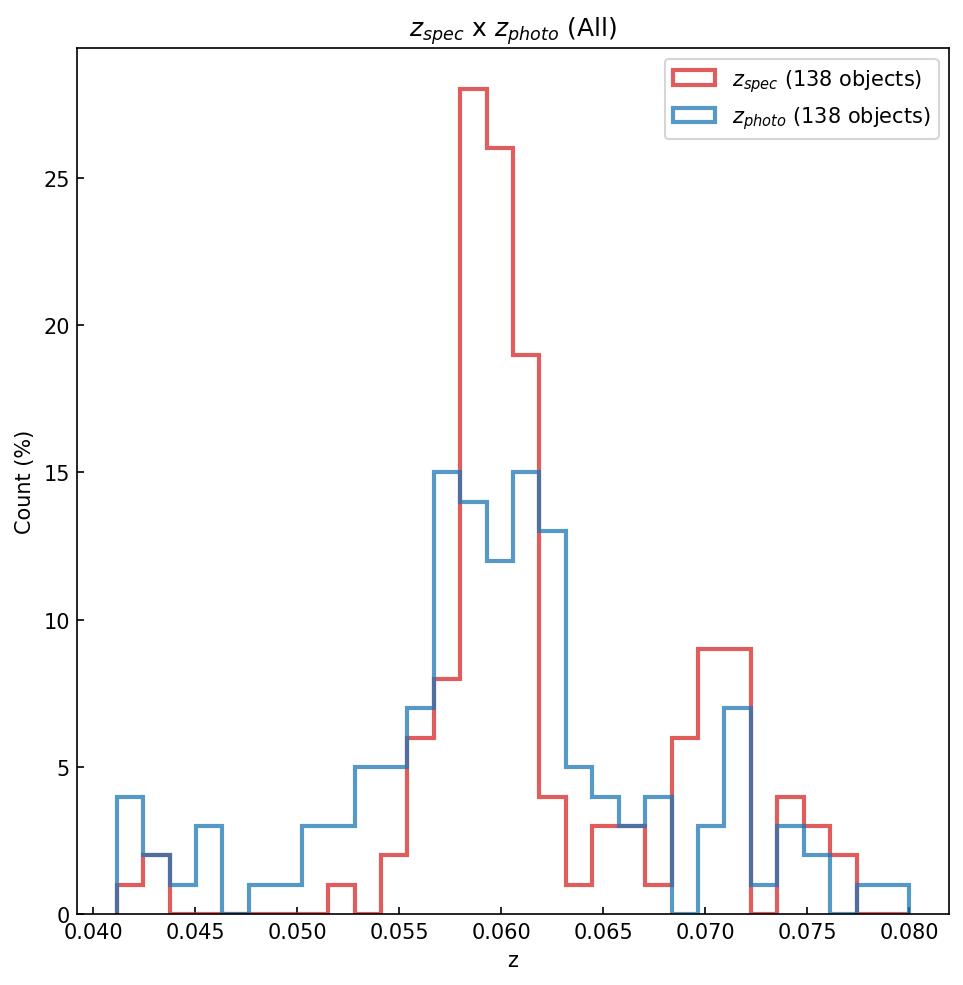 z_spec x z_photo (All)
z_spec (138 objects)
z_photo (138 objects)
Count (%)
25
20
15
10
5
0
0.040 0.045 0.050 0.055 0.060 0.065 0.070 0.075 0.080
z